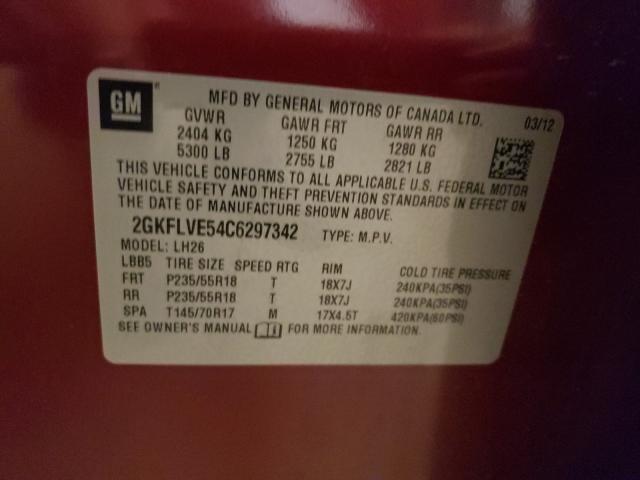 GM ®
MFD BY GENERAL MOTORS OF CANADA LTD.
03/12
GVWR GAWR FRT GAWR RR
2404 KG 1250 KG 1280 KG
5300 LB 2755 LB 2821 LB
THIS VEHICLE CONFORMS TO ALL APPLICABLE U.S. FEDERAL MOTOR
VEHICLE SAFETY AND THEFT PREVENTION STANDARDS IN EFFECT ON
THE DATE OF MANUFACTURE SHOWN ABOVE.
2GKFLVE54C6297342 TYPE: M.P.V.
MODEL: LH26
LBB5 TIRE SIZE SPEED RTG RIM COLD TIRE PRESSURE
FRT P235/55R18 T 18X7J 240KPA(35PSI)
RR P235/55R18 T 18X7J 240KPA(35PSI)
SPA T145/70R17 M 17X4.5T 420KPA(60PSI)
SEE OWNER'S MANUAL FOR MORE INFORMATION.